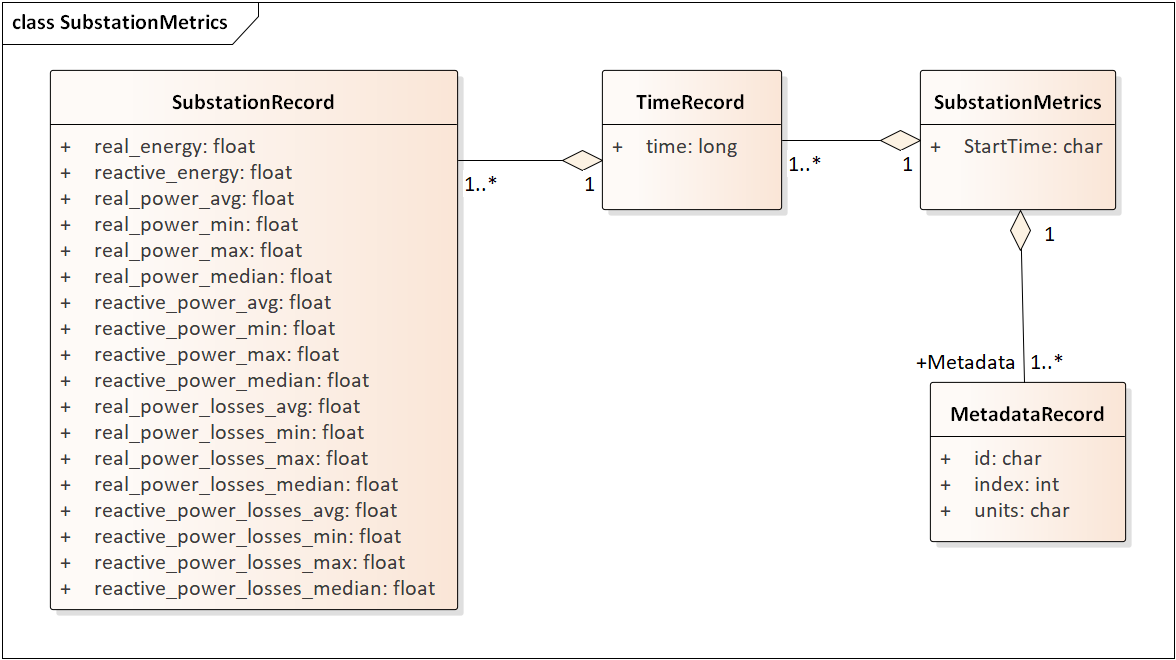 class SubstationMetrics
SubstationRecord
+ real_energy: float
+ reactive_energy: float
+ real_power_avg: float
+ real_power_min: float
+ real_power_max: float
+ real_power_median: float
+ reactive_power_avg: float
+ reactive_power_min: float
+ reactive_power_max: float
+ reactive_power_median: float
+ real_power_losses_avg: float
+ real_power_losses_min: float
+ real_power_losses_max: float
+ real_power_losses_median: float
+ reactive_power_losses_avg: float
+ reactive_power_losses_min: float
+ reactive_power_losses_max: float
+ reactive_power_losses_median: float
1..*
1
TimeRecord
+ time: long
1..*
1
SubstationMetrics
+ StartTime: char
1
+Metadata 1..*
MetadataRecord
+ id: char
+ index: int
+ units: char